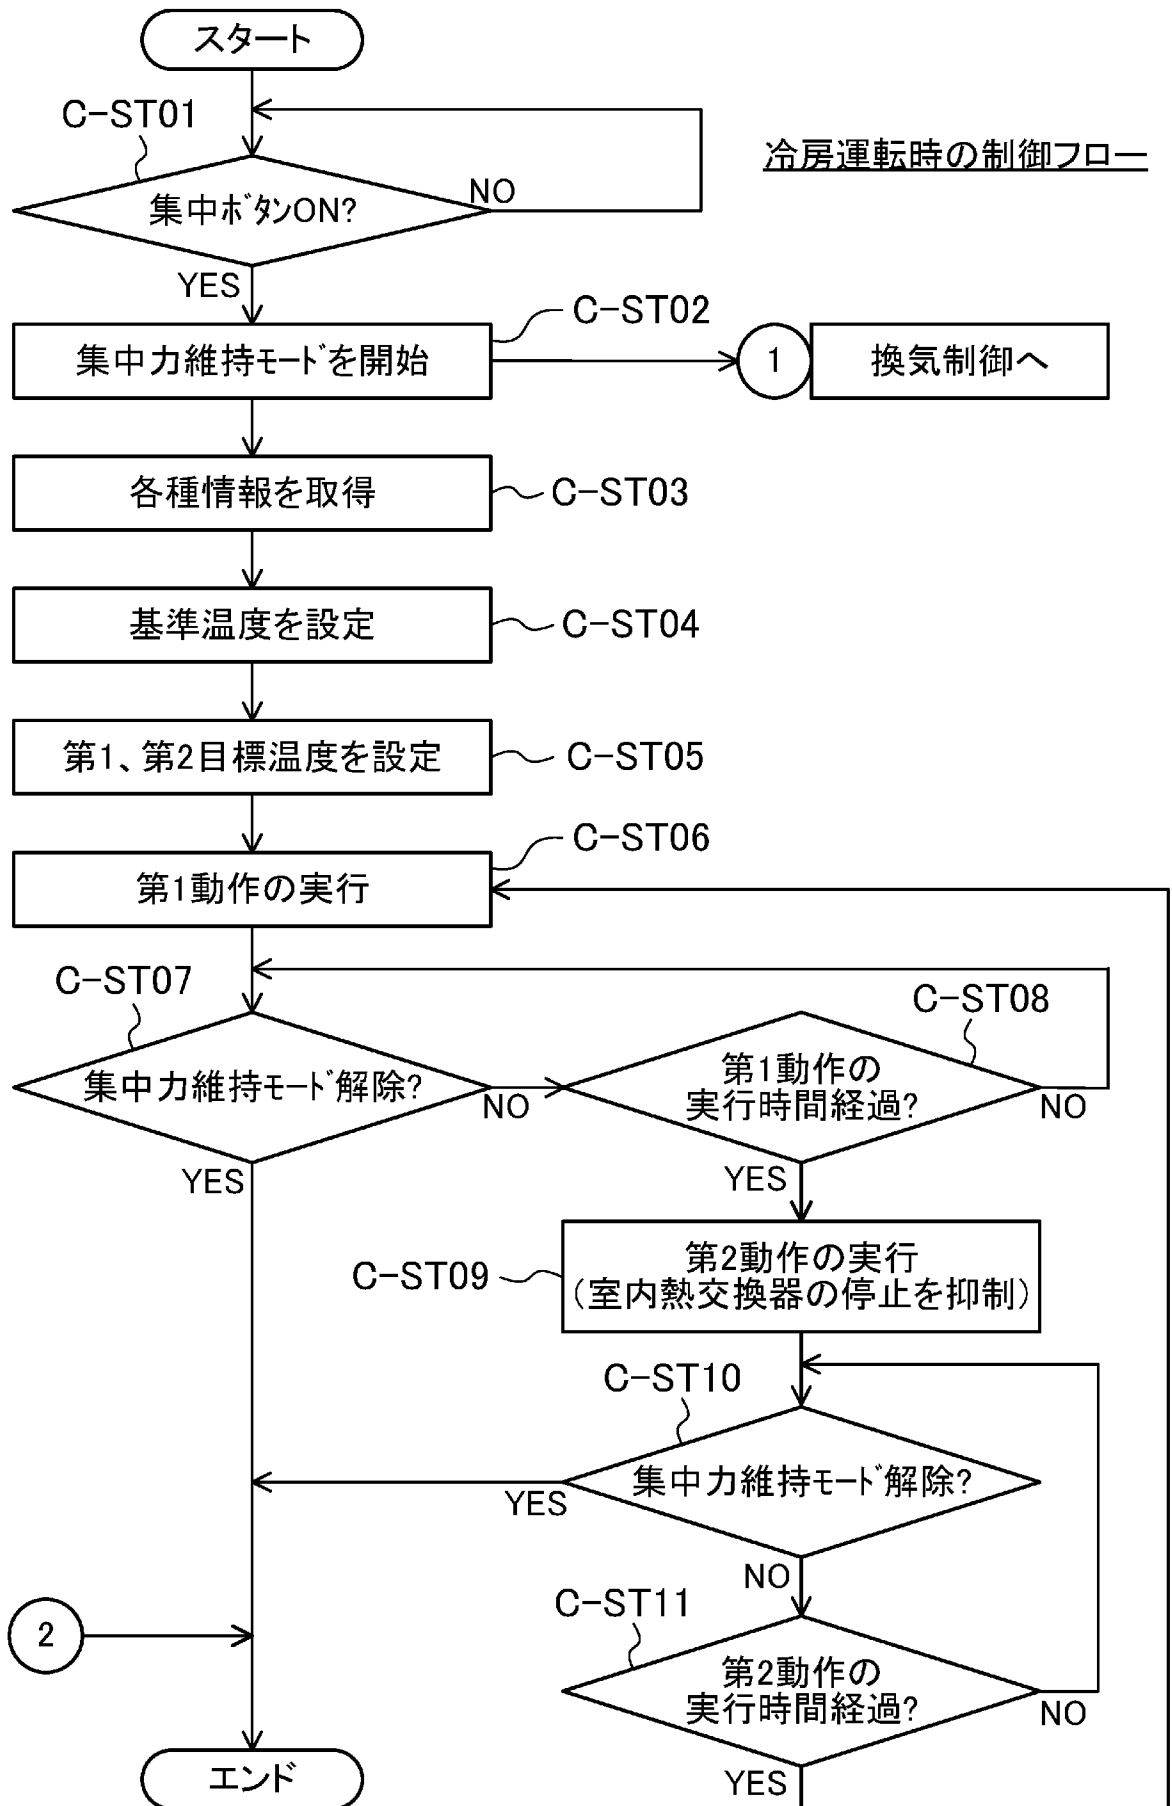 スタート
C-ST01
冷房運転時の制御フロー
集中ボタンON?
NO
YES
C-ST02
集中力維持モードを開始
1
換気制御へ
各種情報を取得
C-ST03
基準温度を設定
C-ST04
第1、第2目標温度を設定
C-ST05
C-ST06
第1動作の実行
C-ST07
C-ST08
集中力維持モード解除?
NO
第1動作の
実行時間経過?
NO
YES
YES
C-ST09
第2動作の実行
(室内熱交換器の停止を抑制)
C-ST10
集中力維持モード解除?
YES
NO
C-ST11
2
第2動作の
実行時間経過?
NO
エンド
YES